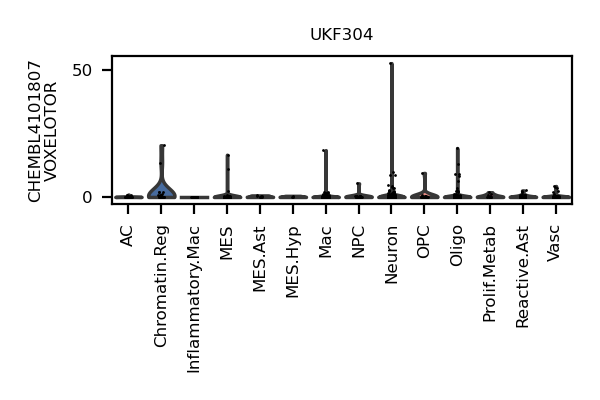 UKF304
CHEMBL4101807
VOXELOTOR
50
0
AC
Chromatin.Reg
Inflammatory.Mac
MES
MES.Ast
MES.Hyp
Mac
NPC
Neuron
OPC
Oligo
Prolif.Metab
Reactive.Ast
Vasc